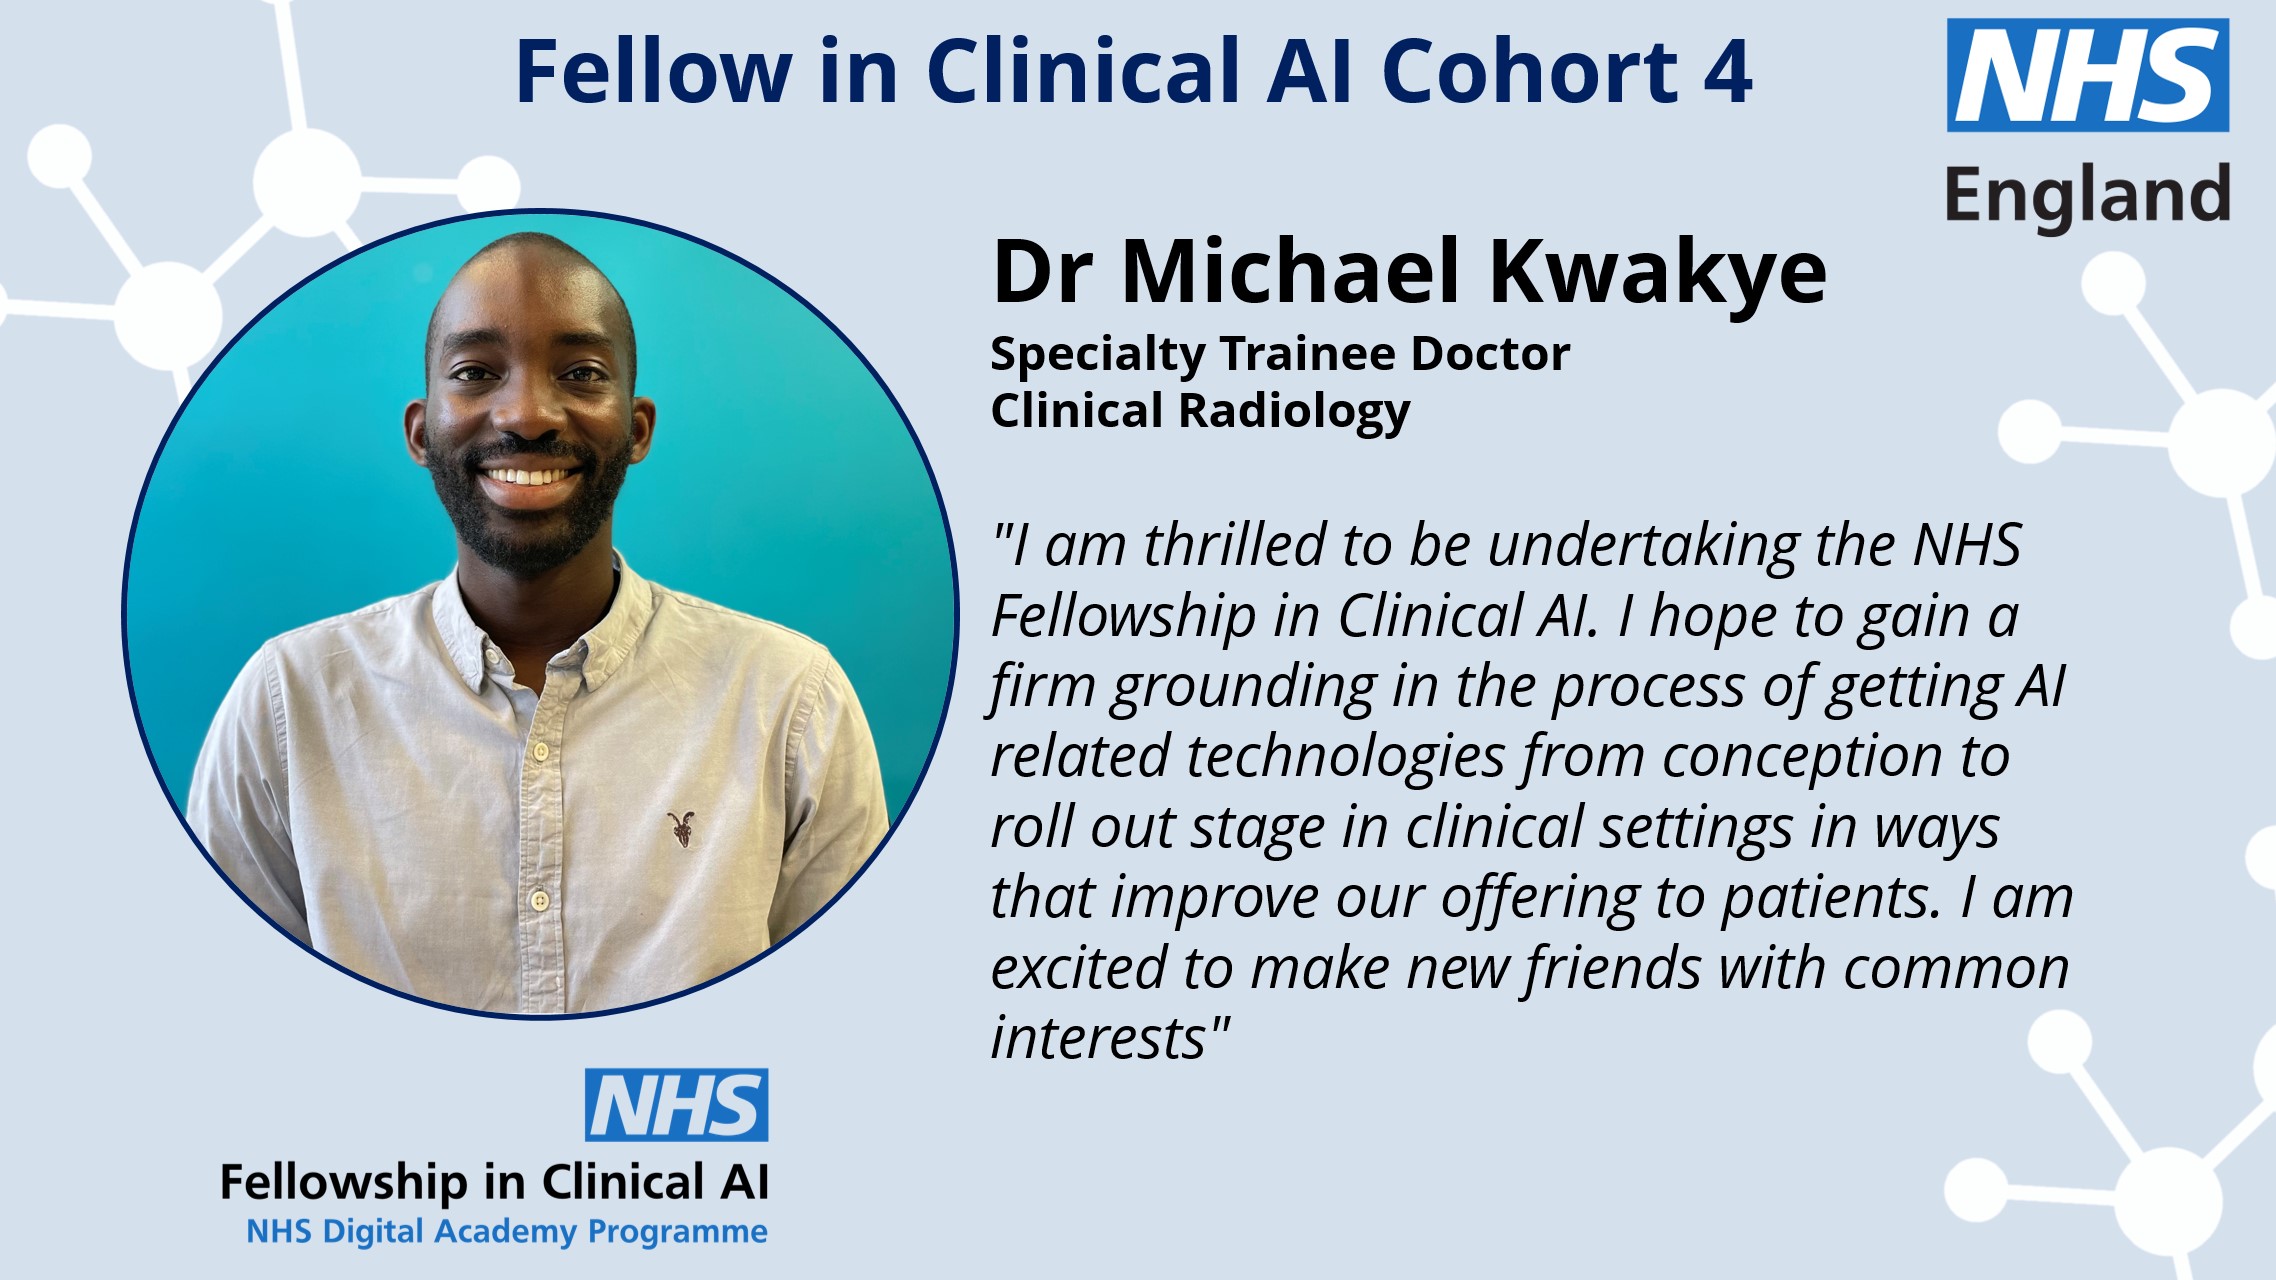 Fellow in Clinical AI Cohort 4
NHS
England
Dr Michael Kwakye
Specialty Trainee Doctor
Clinical Radiology
"I am thrilled to be undertaking the NHS
Fellowship in Clinical AI. I hope to gain a
firm grounding in the process of getting AI
related technologies from conception to
roll out stage in clinical settings in ways
that improve our offering to patients. I am
excited to make new friends with common
interests"
NHS
Fellowship in Clinical AI
NHS Digital Academy Programme